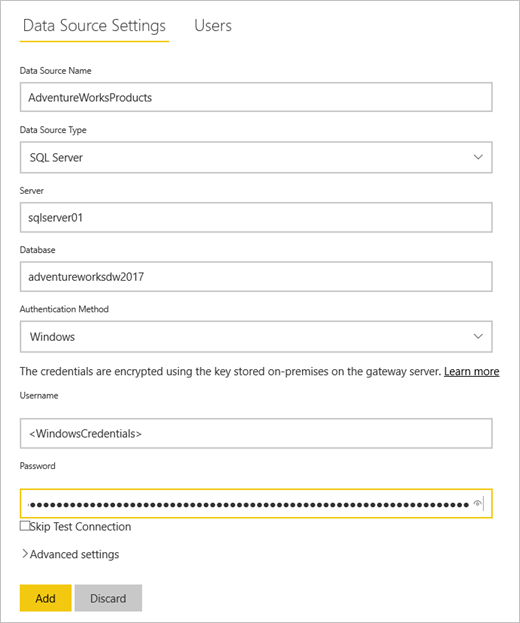 Data Source Settings Users
Data Source Name
AdventureWorksProducts
Data Source Type
SQL Server
Server
sqlserver01
Database
adventureworksdw2017
Authentication Method
Windows
The credentials are encrypted using the key stored on-premises on the gateway server. Learn more
Username
<WindowsCredentials>
Password
Skip Test Connection
Advanced settings
Add Discard